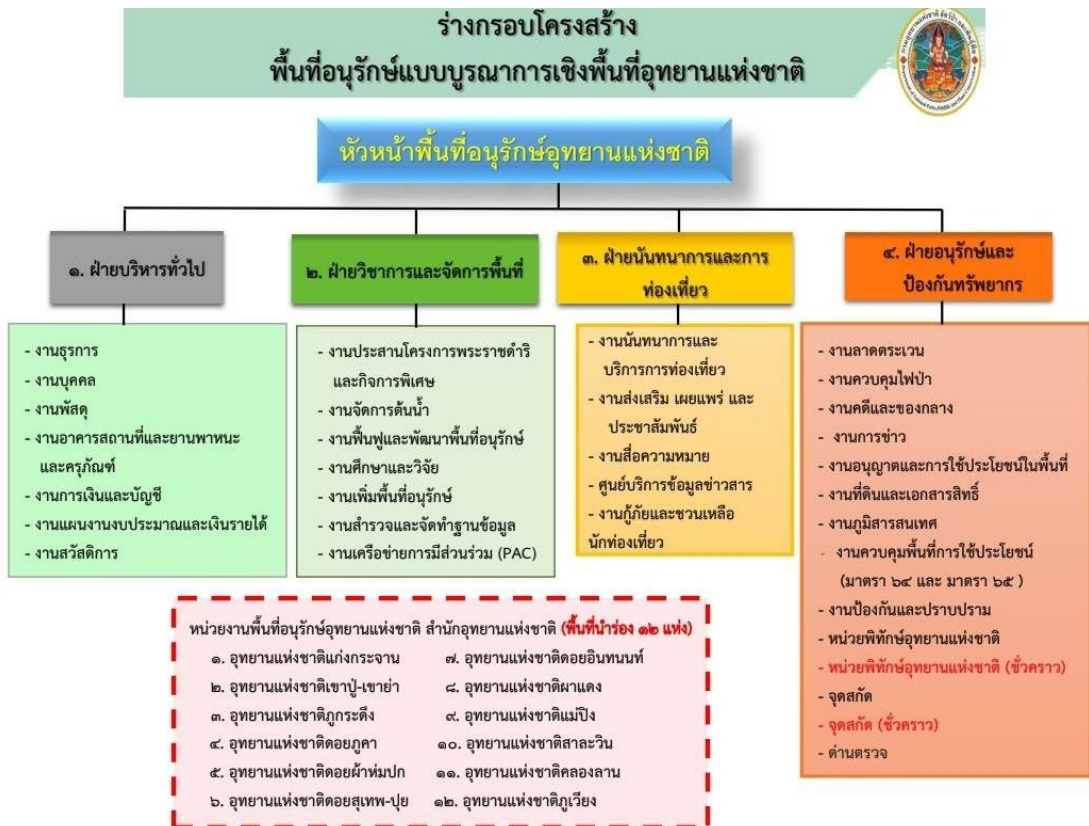 ร่างกรอบโครงสร้าง
พื้นที่อนุรักษ์แบบบูรณาการเชิงพื้นที่อุทยานแห่งชาติ
หัวหน้าพื้นที่อนุรักษ์อุทยานแห่งชาติ
๑. ฝ่ายบริหารทั่วไป
- งานธุรการ
- งานบุคคล
- งานพัสดุ
- งานอาคารสถานที่และยานพาหนะ
และครุภัณฑ์
- งานการเงินและบัญชี
- งานแผนงานงบประมาณและเงินรายได้
- งานสวัสดิการ
๒. ฝ่ายวิชาการและจัดการพื้นที่
- งานประสานโครงการพระราชดำริ
และกิจการพิเศษ
- งานจัดการต้นน้ำ
- งานฟื้นฟูและพัฒนาพื้นที่อนุรักษ์
- งานศึกษาและวิจัย
- งานเพิ่มพื้นที่อนุรักษ์
- งานสำรวจและจัดทำฐานข้อมูล
- งานเครือข่ายการมีส่วนร่วม (PAC)
๓. ฝ่ายนันทนาการและการ
ท่องเที่ยว
- งานนันทนาการและ
บริการการท่องเที่ยว
- งานส่งเสริม เผยแพร่ และ
ประชาสัมพันธ์
- งานสื่อความหมาย
- ศูนย์บริการข้อมูลข่าวสาร
- งานกู้ภัยและชวนเหลือ
นักท่องเที่ยว
๔. ฝ่ายอนุรักษ์และ
ป้องกันทรัพยากร
- งานลาดตระเวน
- งานควบคุมไฟป่า
- งานคดีและของกลาง
- งานการข่าว
- งานอนุญาตและการใช้ประโยชน์ในพื้นที่
- งานที่ดินและเอกสารสิทธิ์
- งานภูมิสารสนเทศ
- งานควบคุมพื้นที่การใช้ประโยชน์
(มาตรา ๖๔ และ มาตรา ๖๕ )
- งานป้องกันและปราบปราม
- หน่วยพิทักษ์อุทยานแห่งชาติ
- หน่วยพิทักษ์อุทยานแห่งชาติ (ชั่วคราว)
- จุดสกัด
- จุดสกัด (ชั่วคราว)
- ด่านตรวจ
หน่วยงานพื้นที่อนุรักษ์อุทยานแห่งชาติ สำนักอุทยานแห่งชาติ (พื้นที่นำร่อง ๑๒ แห่ง)
๑. อุทยานแห่งชาติแก่งกระจาน
๒. อุทยานแห่งชาติเขาปู่-เขาย่า
๓. อุทยานแห่งชาติภูกระดึง
๔. อุทยานแห่งชาติดอยภูคา
๕. อุทยานแห่งชาติดอยผ้าห่มปก
๖. อุทยานแห่งชาติดอยสุเทพ-ปุย
๗. อุทยานแห่งชาติดอยอินทนนท์
๘. อุทยานแห่งชาติผาแดง
๙. อุทยานแห่งชาติแม่ปิง
๑๐. อุทยานแห่งชาติสาละวิน
๑๑. อุทยานแห่งชาติคลองลาน
๑๒. อุทยานแห่งชาติภูเวียง